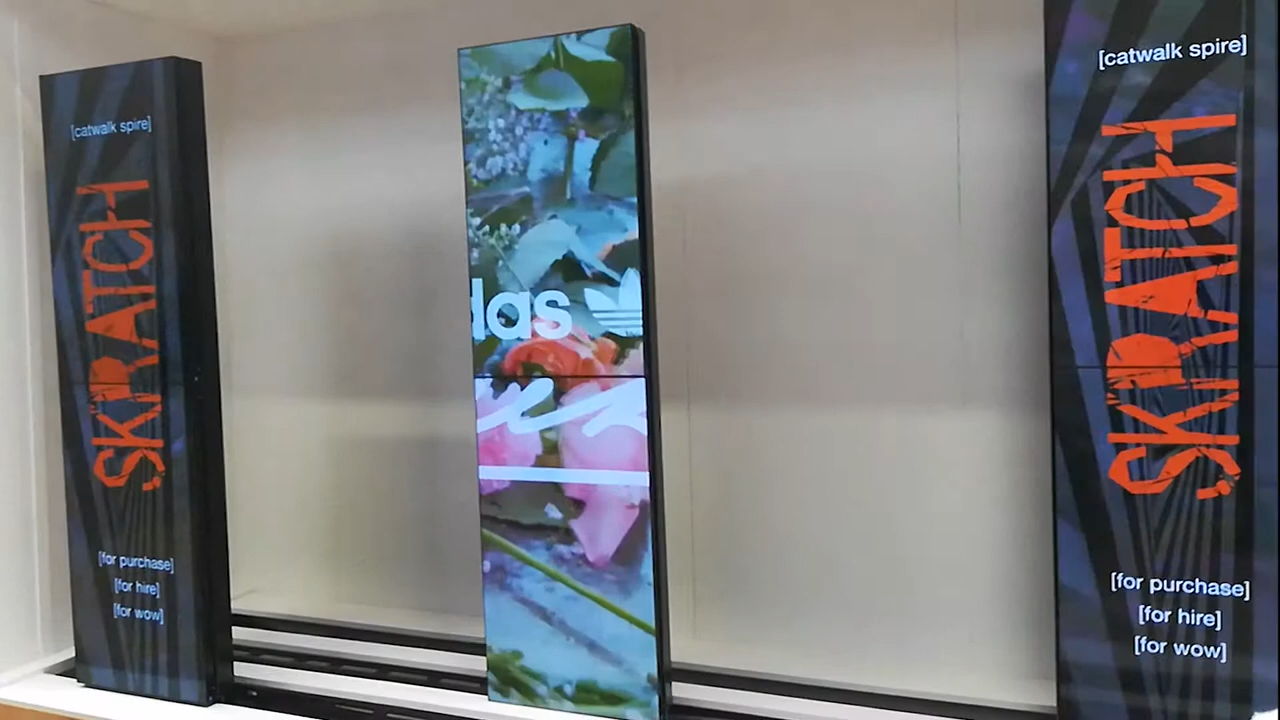 [catwalk spire]
SKRATCH
[for purchase]
[for hire]
[for wow]
das
[catwalk spire]
SKRATCH
[for purchase]
[for hire]
[for wow]